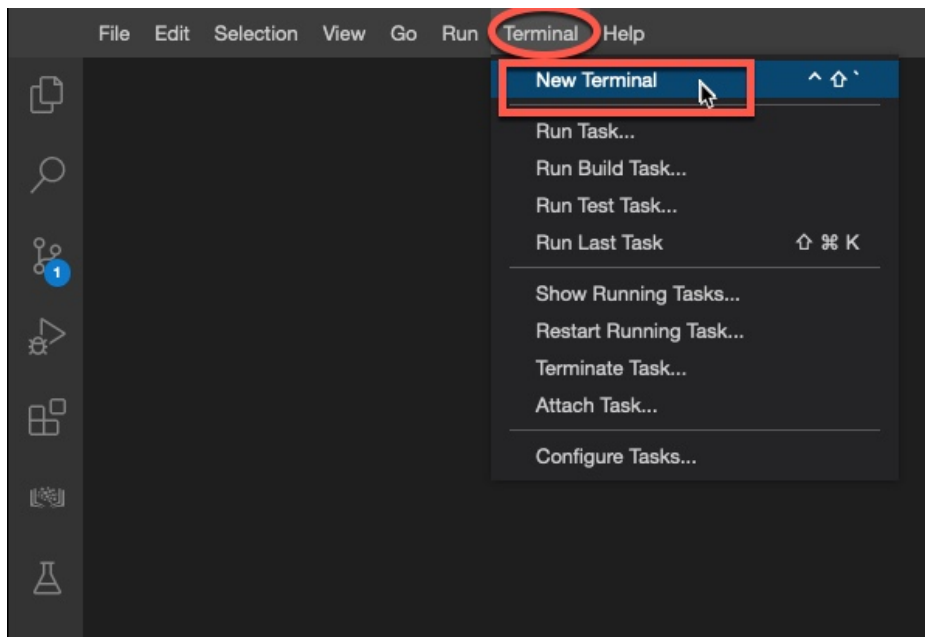 File Edit Selection View Go Run Terminal Help
New Terminal ^ ⇧ `
Run Task...
Run Build Task...
Run Test Task...
Run Last Task ⇧ ⌘ K
1
Show Running Tasks...
Restart Running Task...
Terminate Task...
Attach Task...
Configure Tasks...